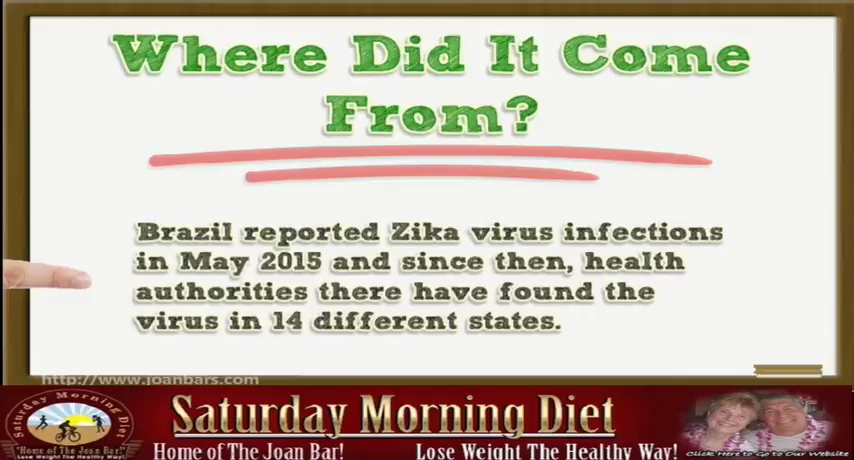 Where Did It Come
From?
Brazil reported Zika virus infections
in May 2015 and since then, health
authorities there have found the
virus in 14 different states.
http://www.joanbars.com
Saturday Morning Diet
"Home of The Joan Bar!"
Lose Weight The Healthy Way!
Saturday Morning Diet
Home of The Joan Bar! Lose Weight The Healthy Way!
Click Here to Go to Our Website